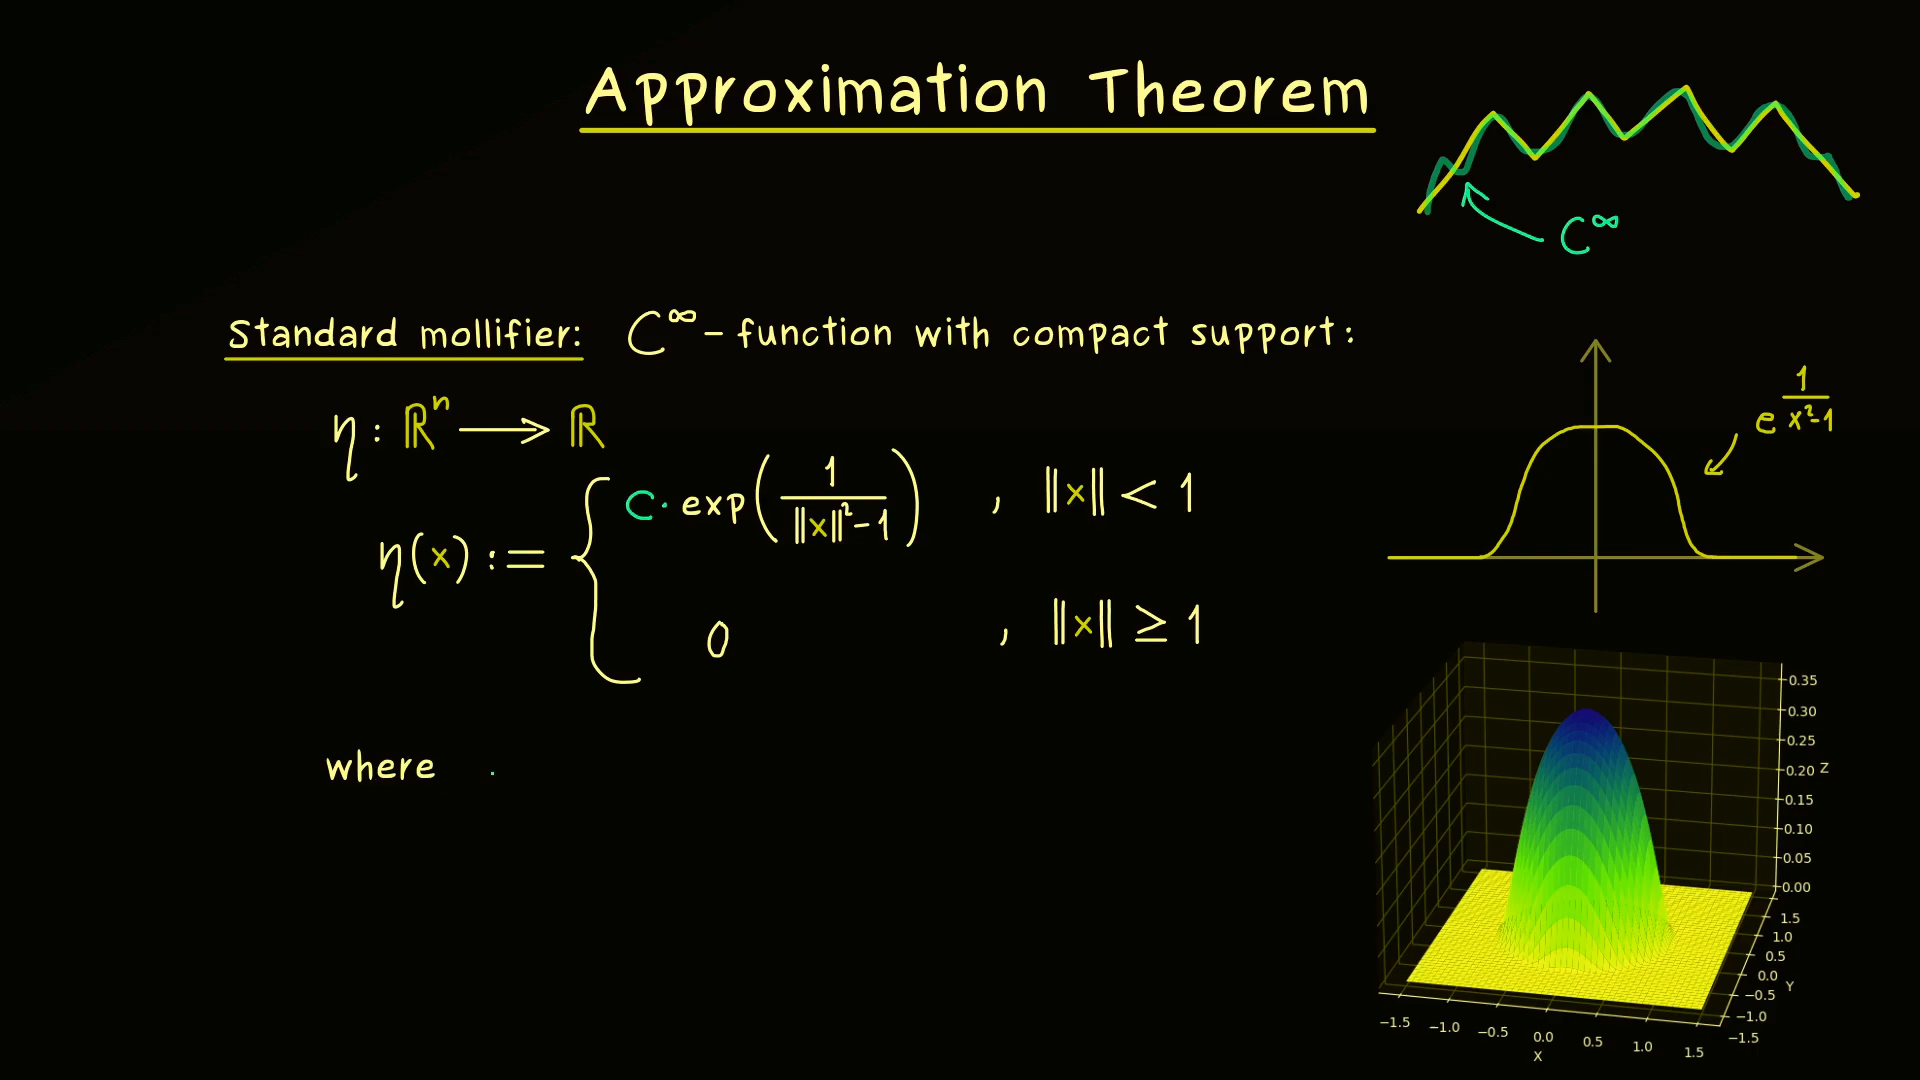 Approximation Theorem
C^∞
Standard mollifier: C^∞-function with compact support:
η: ℝ^n ⟶ ℝ
η(x) := { C· exp(1/(‖x‖²-1)) , ‖x‖ < 1
0 , ‖x‖ ≥ 1
e^(1/(x²-1))
where
0.35
0.30
0.25
0.20 Z
0.15
0.10
0.05
0.00
1.5
1.0
0.5
0.0
−0.5 Y
−1.0
−1.5
−1.5 −1.0 −0.5 0.0 0.5 1.0 1.5
X